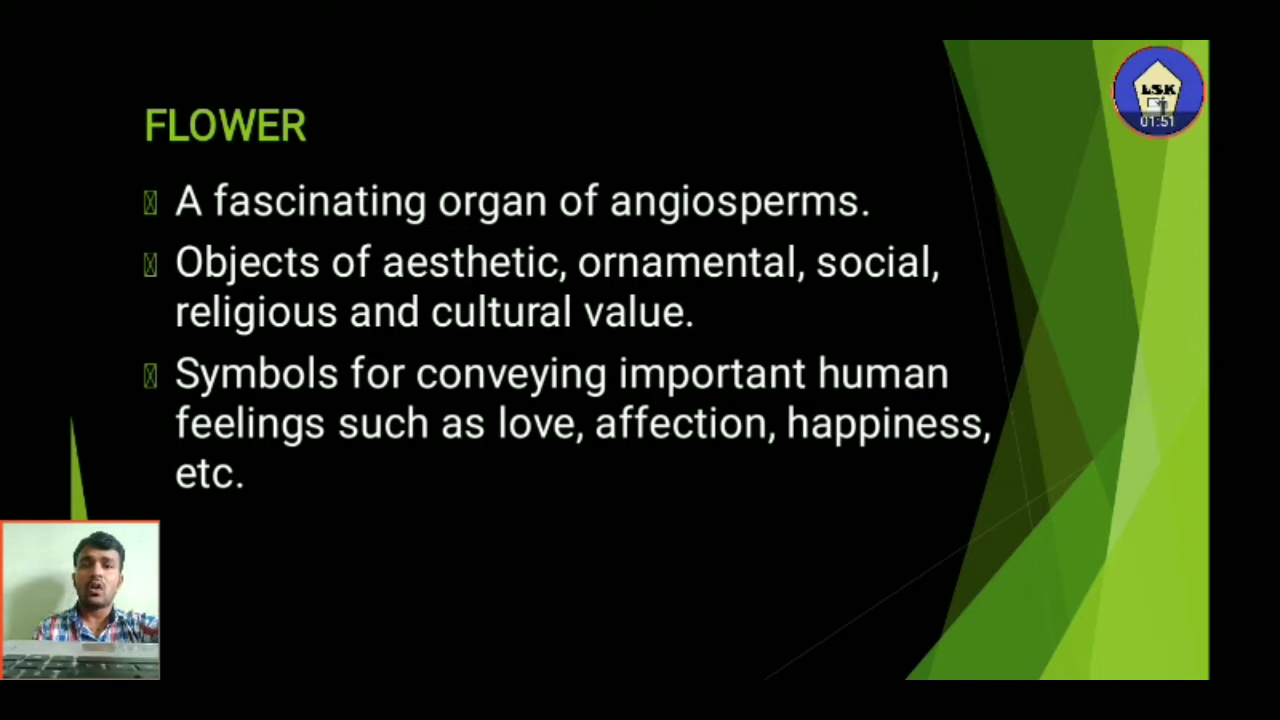 LSK
01:51
FLOWER
A fascinating organ of angiosperms.
Objects of aesthetic, ornamental, social,
religious and cultural value.
Symbols for conveying important human
feelings such as love, affection, happiness,
etc.